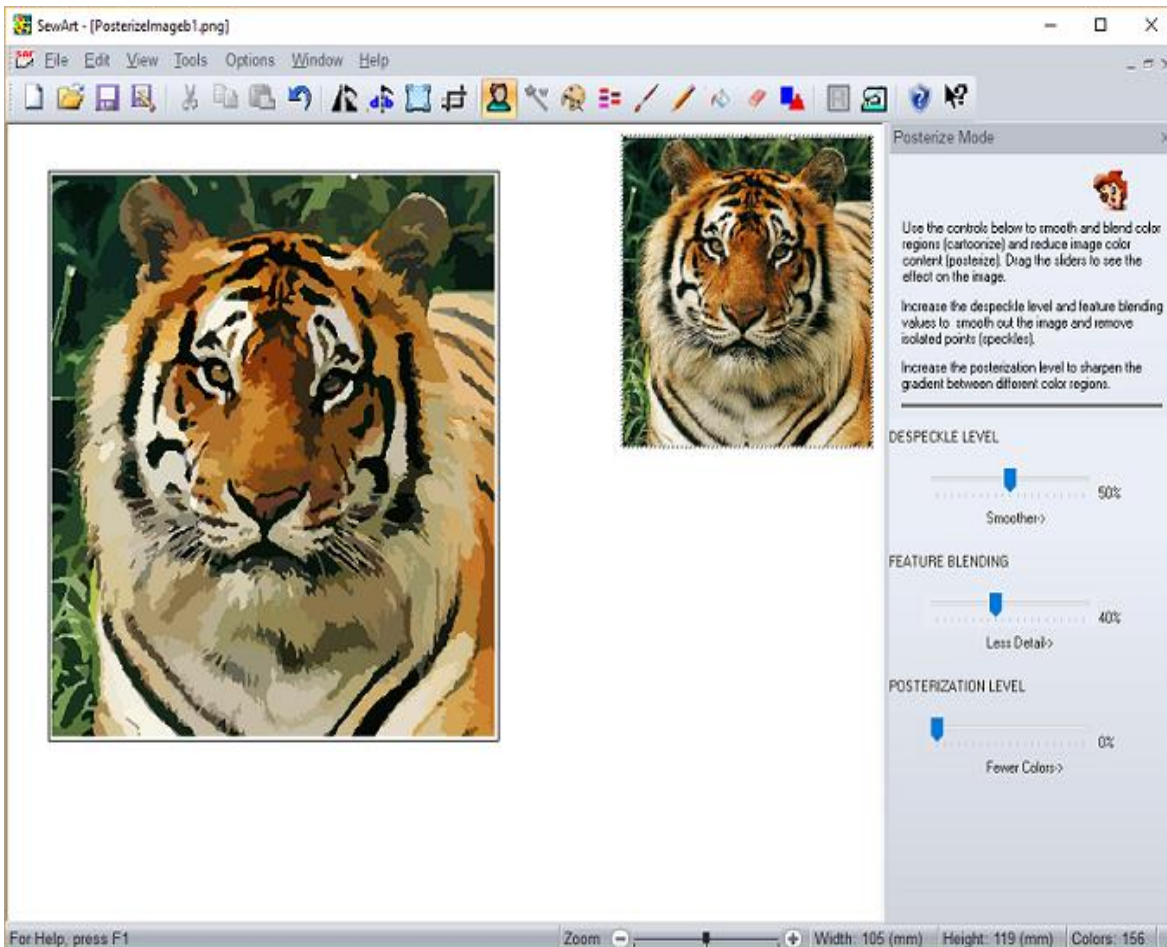 SewArt - [PosterizeImageb1.png]
File Edit View Tools Options Window Help
Posterize Mode
Use the controls below to smooth and blend color
regions (cartoonize) and reduce image color
content (posterize). Drag the sliders to see the
effect on the image.
Increase the despeckle level and feature blending
values to smooth out the image and remove
isolated points (speckles).
Increase the posterization level to sharpen the
gradient between different color regions.
DESPECKLE LEVEL
50%
Smoother->
FEATURE BLENDING
40%
Less Detail->
POSTERIZATION LEVEL
0%
Fewer Colors->
For Help, press F1 Zoom Width: 105 (mm) Height: 119 (mm) Colors: 156